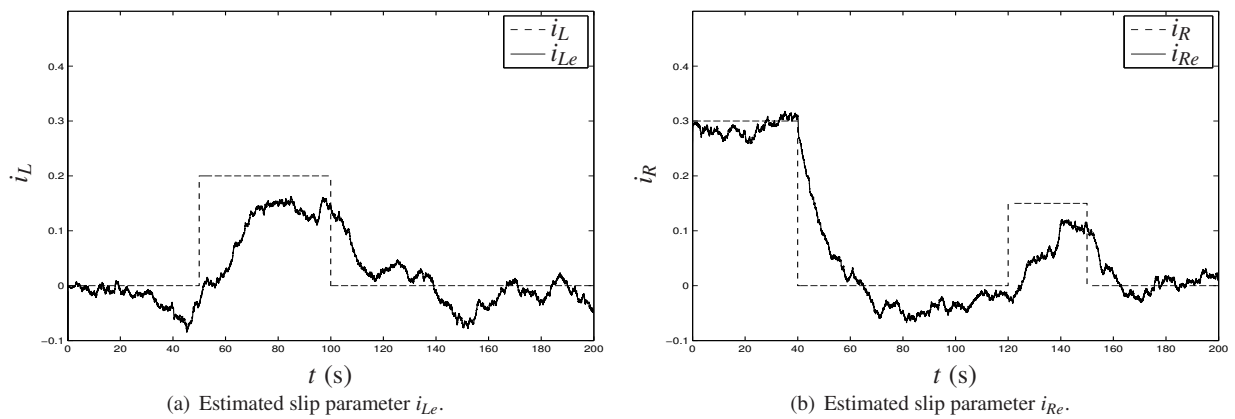 i_L
i_Le
0.4
0.3
0.2
0.1
0
−0.1
i_L
0 20 40 60 80 100 120 140 160 180 200
t (s)
(a) Estimated slip parameter i_Le.
i_R
i_Re
0.4
0.3
0.2
0.1
0
−0.1
i_R
0 20 40 60 80 100 120 140 160 180 200
t (s)
(b) Estimated slip parameter i_Re.